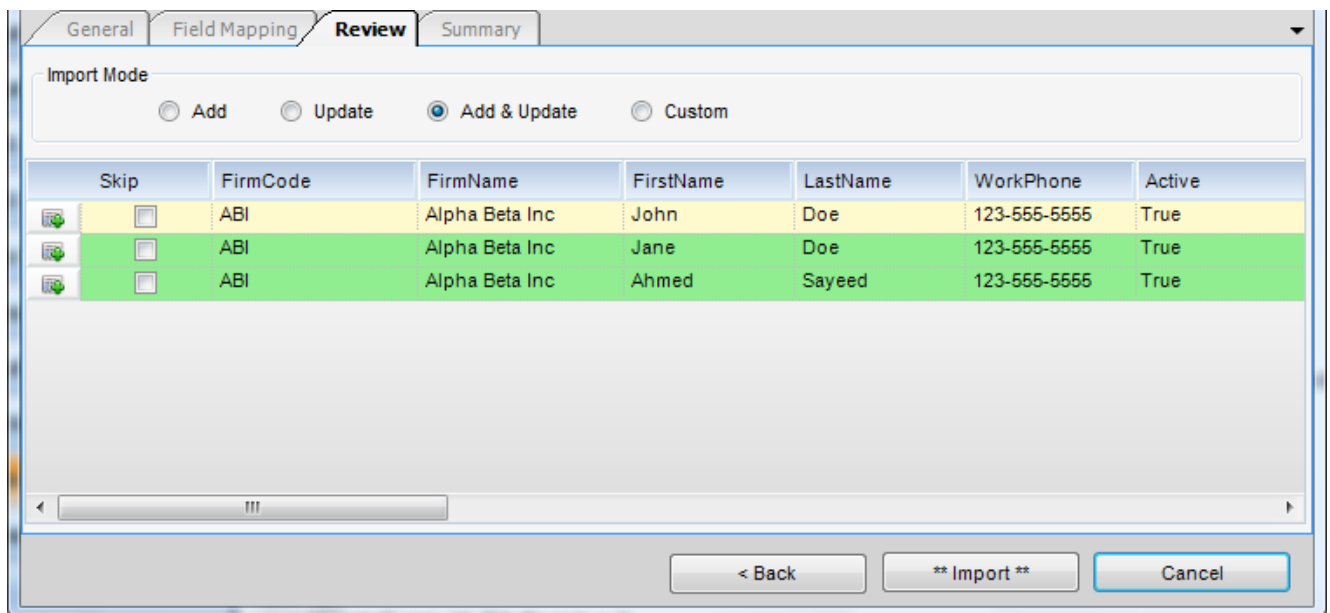 General Field Mapping Review Summary
Import Mode
Add Update Add & Update Custom
Skip FirmCode FirmName FirstName LastName WorkPhone Active
ABI Alpha Beta Inc John Doe 123-555-5555 True
ABI Alpha Beta Inc Jane Doe 123-555-5555 True
ABI Alpha Beta Inc Ahmed Sayeed 123-555-5555 True
< Back ** Import ** Cancel